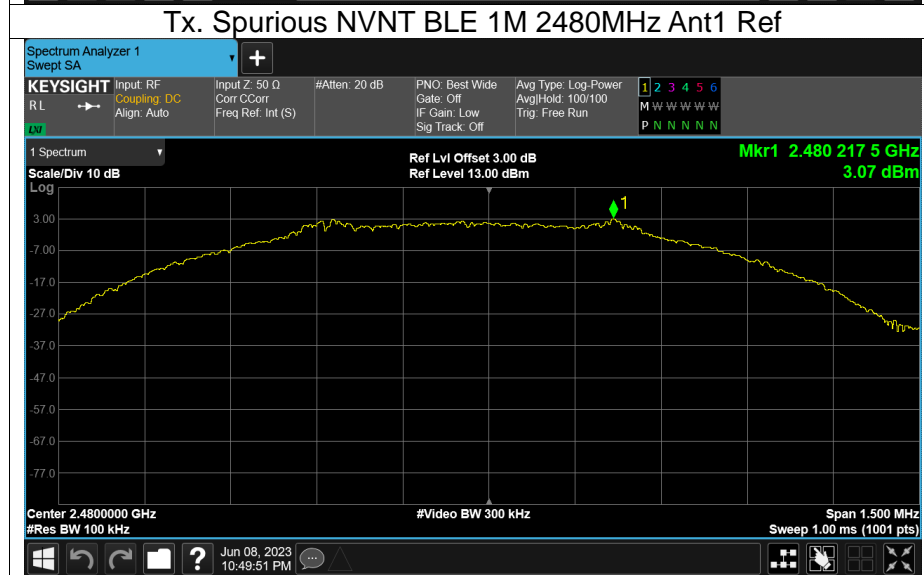 Tx. Spurious NVNT BLE 1M 2480MHz Ant1 Ref
Spectrum Analyzer 1
Swept SA
KEYSIGHT
R L
LXI
Input: RF
Coupling: DC
Align: Auto
Input Z: 50 Ω
Corr CCorr
Freq Ref: Int (S)
#Atten: 20 dB
PNO: Best Wide
Gate: Off
IF Gain: Low
Sig Track: Off
Avg Type: Log-Power
Avg|Hold: 100/100
Trig: Free Run
1 2 3 4 5 6
M W W W W W
P N N N N N
1 Spectrum
Scale/Div 10 dB
Ref Lvl Offset 3.00 dB
Ref Level 13.00 dBm
Mkr1 2.480 217 5 GHz
3.07 dBm
Log
1
3.00
-7.00
-17.0
-27.0
-37.0
-47.0
-57.0
-67.0
-77.0
Center 2.4800000 GHz
#Res BW 100 kHz
#Video BW 300 kHz
Span 1.500 MHz
Sweep 1.00 ms (1001 pts)
Jun 08, 2023
10:49:51 PM